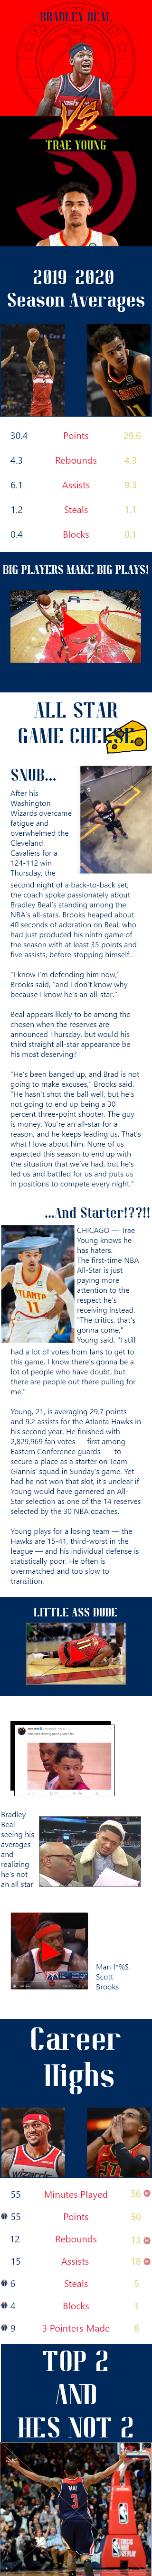 BRADLEY BEAL
VS.
TRAE YOUNG
2019-2020
Season Averages
30.4 Points 29.6
4.3 Rebounds 4.3
6.1 Assists 9.3
1.2 Steals 1.1
0.4 Blocks 0.1
BIG PLAYERS MAKE BIG PLAYS!
ALL STAR
GAME CHEESE
SNUB...
After his
Washington
Wizards overcame
fatigue and
overwhelmed the
Cleveland
Cavaliers for a
124-112 win
Thursday, the
second night of a back-to-back set,
the coach spoke passionately about
Bradley Beal's standing among the
NBA's all-stars. Brooks heaped about
40 seconds of adoration on Beal, who
had just produced his ninth game of
the season with at least 35 points and
five assists, before stopping himself.
"I know I'm defending him now,"
Brooks said, "and I don't know why
because I know he's an all-star."
Beal appears likely to be among the
chosen when the reserves are
announced Thursday, but would his
third straight all-star appearance be
his most deserving?
"He's been banged up, and Brad is not
going to make excuses," Brooks said.
"He hasn't shot the ball well, but he's
not going to end up being a 30
percent three-point shooter. The guy
is money. You're an all-star for a
reason, and he keeps leading us. That's
what I love about him. None of us
expected this season to end up with
the situation that we've had, but he's
led us and battled for us and puts us
in positions to compete every night."
...And Starter!??!!
CHICAGO — Trae
Young knows he
has haters.
The first-time NBA
All-Star is just
paying more
attention to the
respect he's
receiving instead.
"The critics, that's
gonna come,"
Young said, "I still
had a lot of votes from fans to get to
this game. I know there's gonna be a
lot of people who have doubt, but
there are people out there pulling for
me."
Young, 21, is averaging 29.7 points
and 9.2 assists for the Atlanta Hawks in
his second year. He finished with
2,829,969 fan votes — first among
Eastern Conference guards — to
secure a place as a starter on Team
Giannis' squad in Sunday's game. Yet
had he not won that slot, it's unclear if
Young would have garnered an All-
Star selection as one of the 14 reserves
selected by the 30 NBA coaches.
Young plays for a losing team — the
Hawks are 15-41, third-worst in the
league — and his individual defense is
statistically poor. He often is
overmatched and too slow to
transition.
ATLANTA
11
LITTLE ASS DUDE
Bradley
Beal
seeing his
averages
and
realizing
he's not
an all star
Man f*%$
Scott
Brooks
Career
Highs
55 Minutes Played 56
55 Points 50
12 Rebounds 13
15 Assists 18
6 Steals 5
4 Blocks 1
9 3 Pointers Made 8
TOP 2
AND
HES NOT 2
3